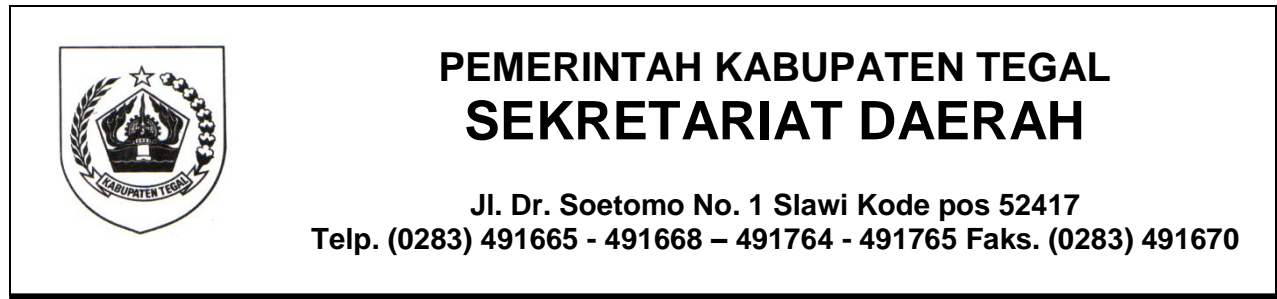 PEMERINTAH KABUPATEN TEGAL
SEKRETARIAT DAERAH
KABUPATEN TEGAL
Jl. Dr. Soetomo No. 1 Slawi Kode pos 52417
Telp. (0283) 491665 - 491668 – 491764 - 491765 Faks. (0283) 491670